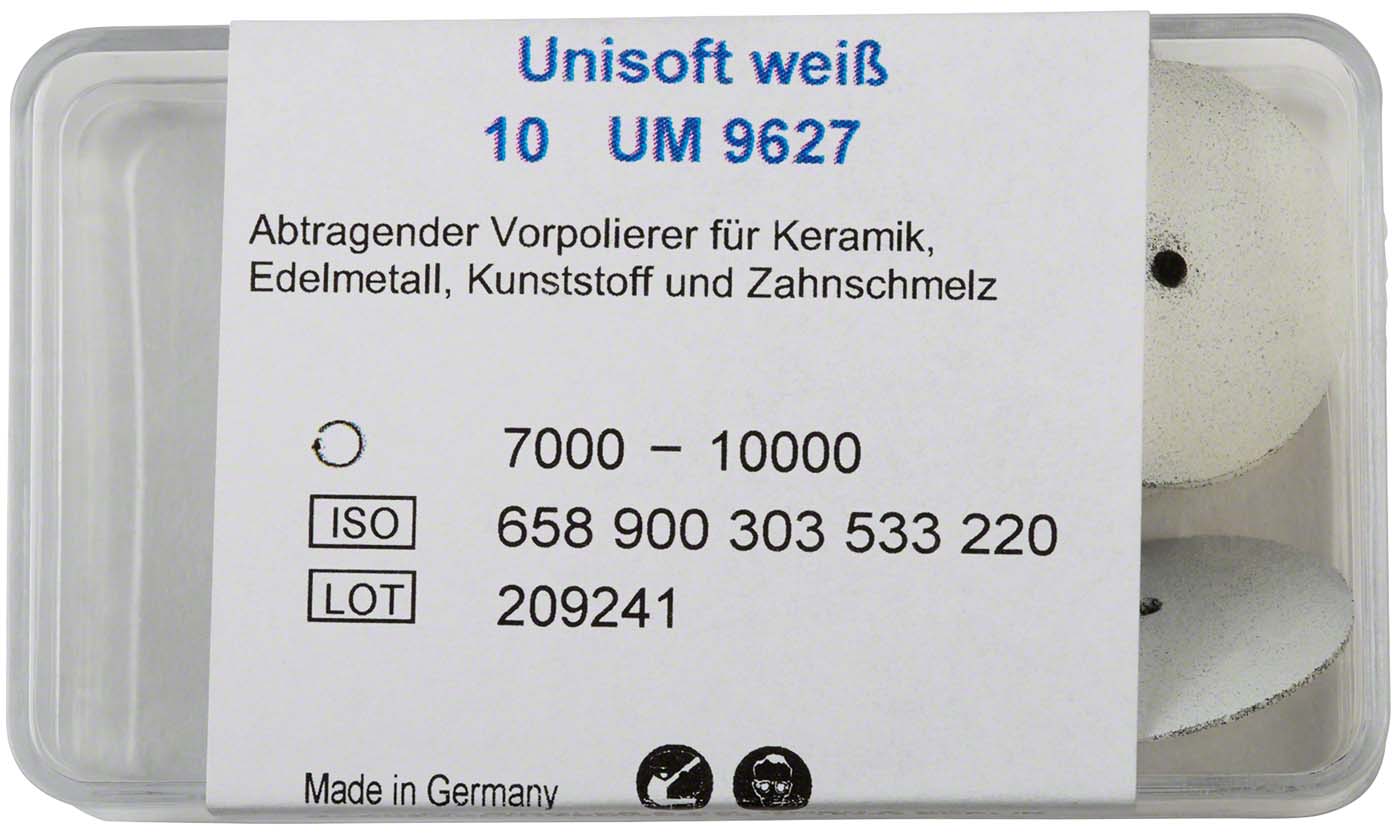 Unisoft weiß
10 UM 9627
Abtragender Vorpolierer für Keramik,
Edelmetall, Kunststoff und Zahnschmelz
7000 – 10000
ISO 658 900 303 533 220
LOT 209241
Made in Germany